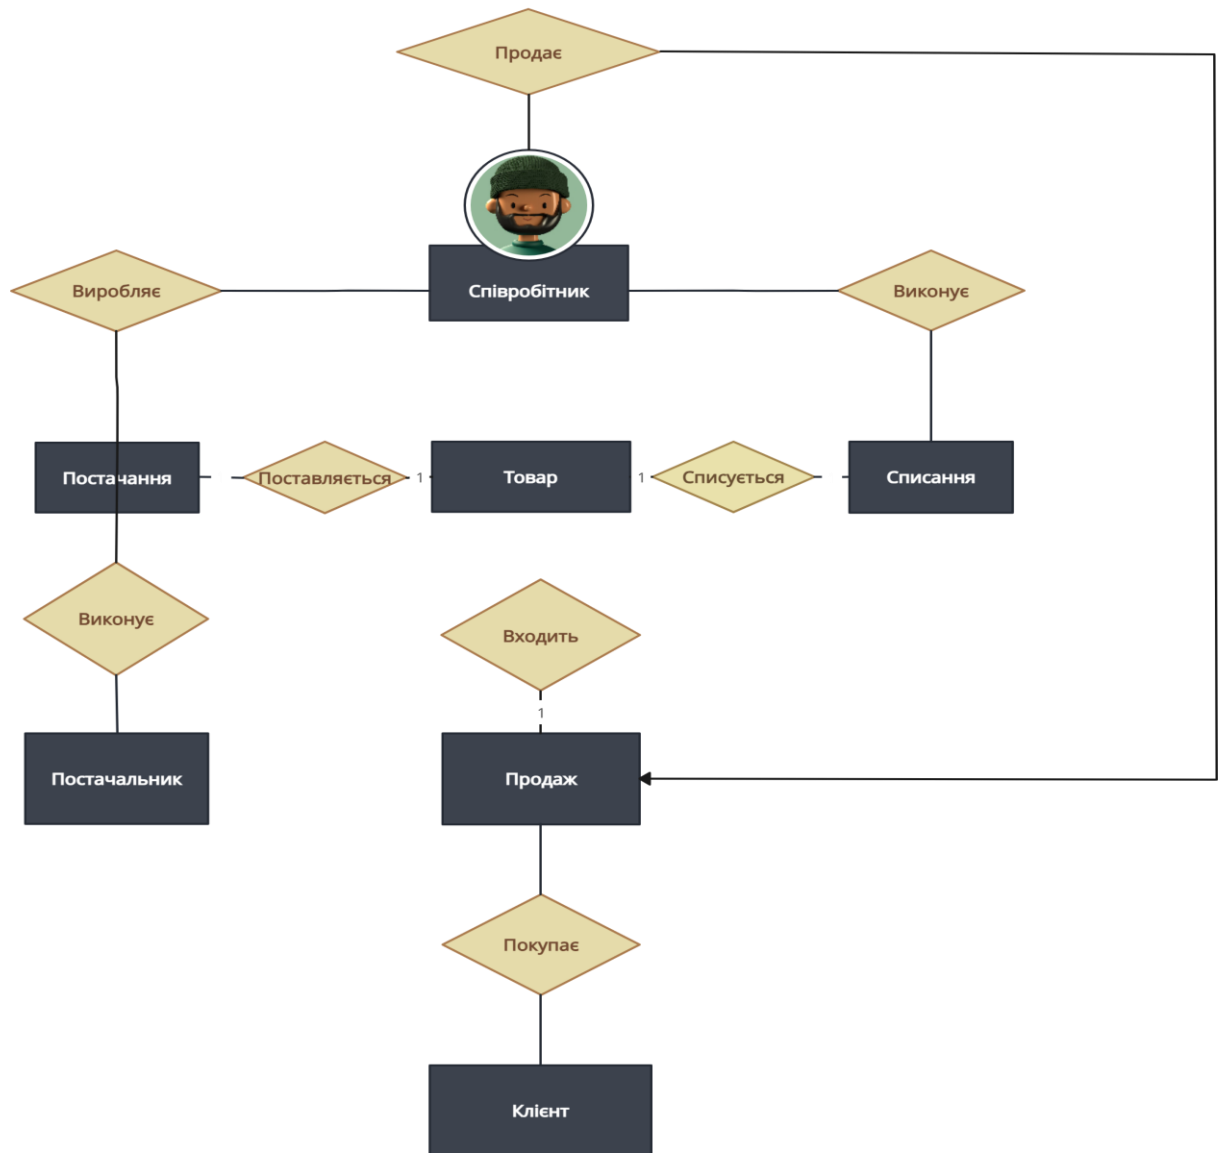 Продає
Виробляє
Співробітник
Виконує
Постачання
Поставляється
1
Товар
1
Списується
Списання
Виконує
Входить
1
Постачальник
Продаж
Покупає
Клієнт